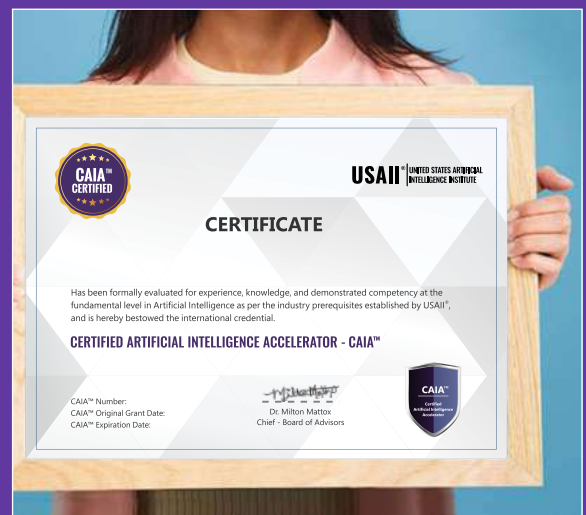 CAIA™
CERTIFIED
USAII® UNITED STATES ARTIFICIAL
INTELLIGENCE INSTITUTE
CERTIFICATE
Has been formally evaluated for experience, knowledge, and demonstrated competency at the
fundamental level in Artificial Intelligence as per the industry prerequisites established by USAII®,
and is hereby bestowed the international credential.
CERTIFIED ARTIFICIAL INTELLIGENCE ACCELERATOR - CAIA™
CAIA™ Number:
CAIA™ Original Grant Date:
CAIA™ Expiration Date:
Dr. Milton Mattox
Chief - Board of Advisors
CAIA™
Certified
Artificial Intelligence
Accelerator